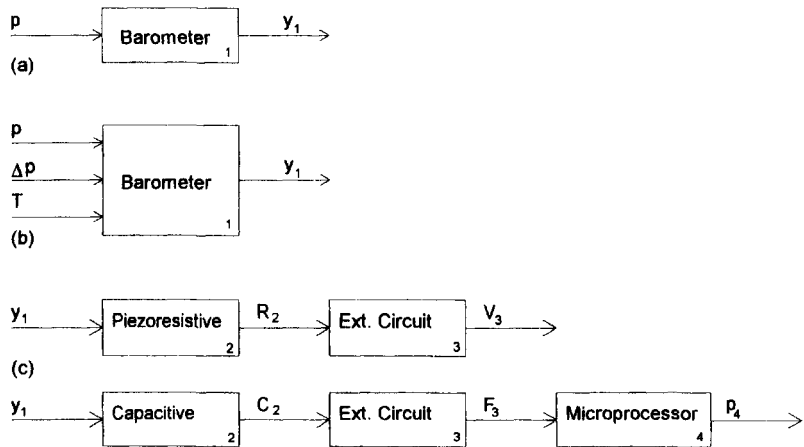 p y₁
Barometer
1
(a)
p
Δp y₁
Barometer
T
1
(b)
y₁ Piezoresistive R₂ Ext. Circuit V₃
2 3
(c)
y₁ Capacitive C₂ Ext. Circuit F₃ Microprocessor p₄
2 3 4